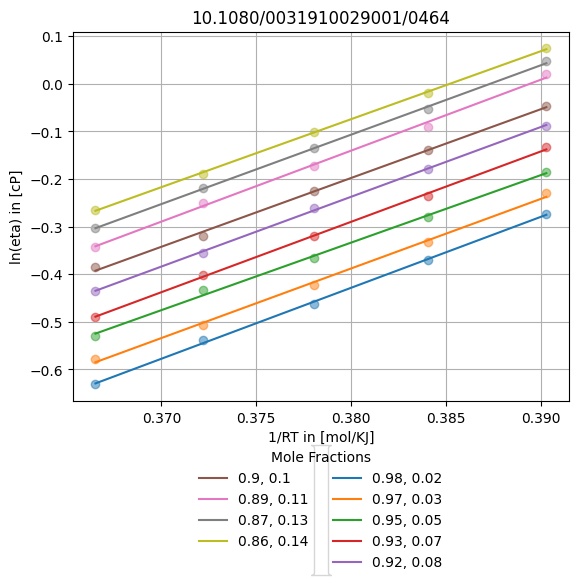 10.1080/0031910029001/0464
0.1
0.0
−0.1
−0.2
−0.3
−0.4
−0.5
−0.6
ln(eta) in [cP]
0.370 0.375 0.380 0.385 0.390
1/RT in [mol/KJ]
Mole Fractions
0.9, 0.1 0.98, 0.02
0.89, 0.11 0.97, 0.03
0.87, 0.13 0.95, 0.05
0.86, 0.14 0.93, 0.07
0.92, 0.08